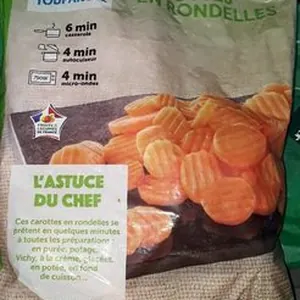 EN RONDELLES
6 min
casserole
4 min
autocuiseur
4 min
micro-ondes
L'ASTUCE
DU CHEF
Ces carottes en rondelles se
prêtent en quelques minutes
à toutes les préparations :
en purée, potage,
Vichy, à la crème, glacées,
en potée, en fond
de cuisson...